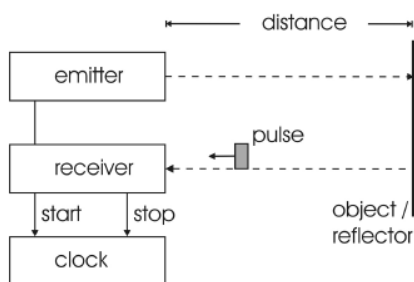 distance
emitter
pulse
receiver
start
stop
object /
reflector
clock